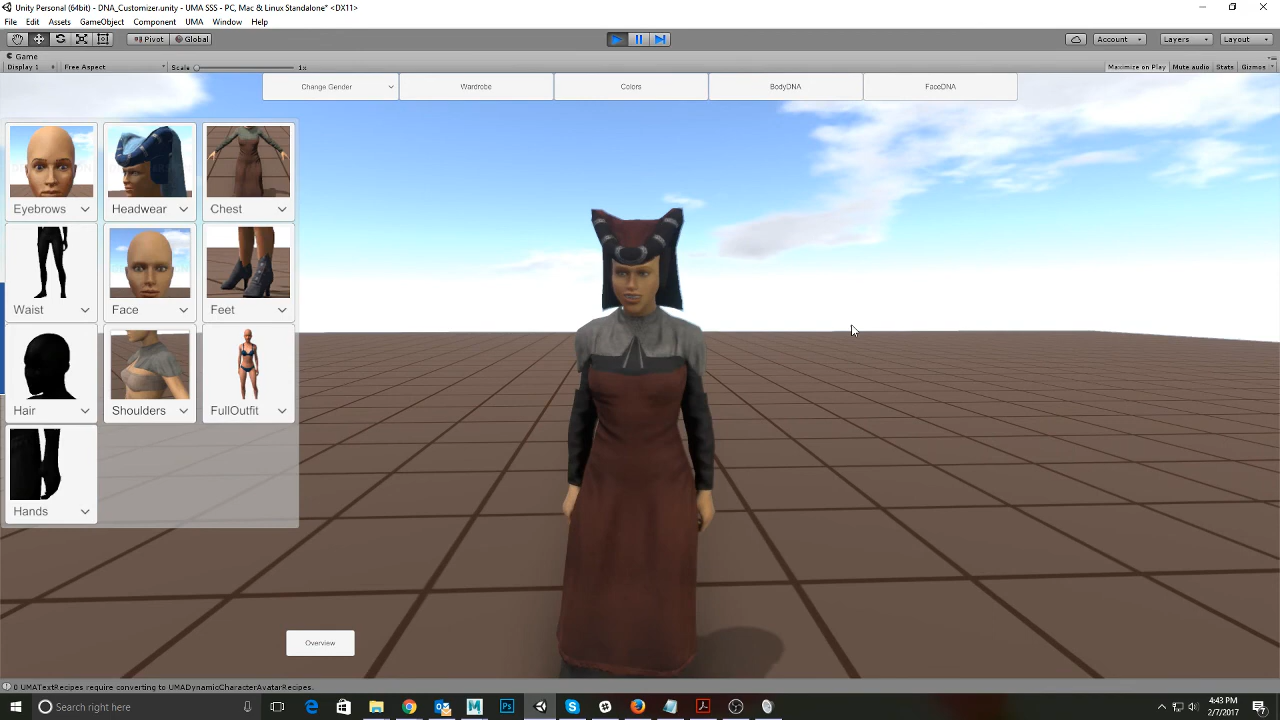 Unity Personal (64bit) - DNA_Customizer.unity - UMA SSS - PC, Mac & Linux Standalone* <DX11>
File Edit Assets GameObject Component UMA Window Help
Pivot Global Account Layers Layout
Game
Display 1 Free Aspect Scale 1x Maximize on Play Mute audio Stats Gizmos
Change Gender Wardrobe Colors BodyDNA FaceDNA
Eyebrows Headwear Chest
Waist Face Feet
Hair Shoulders FullOutfit
Hands
Overview
0 UMATextRecipes require converting to UMADynamicCharacterAvatarRecipes.
Search right here
4:43 PM
2/7/2017